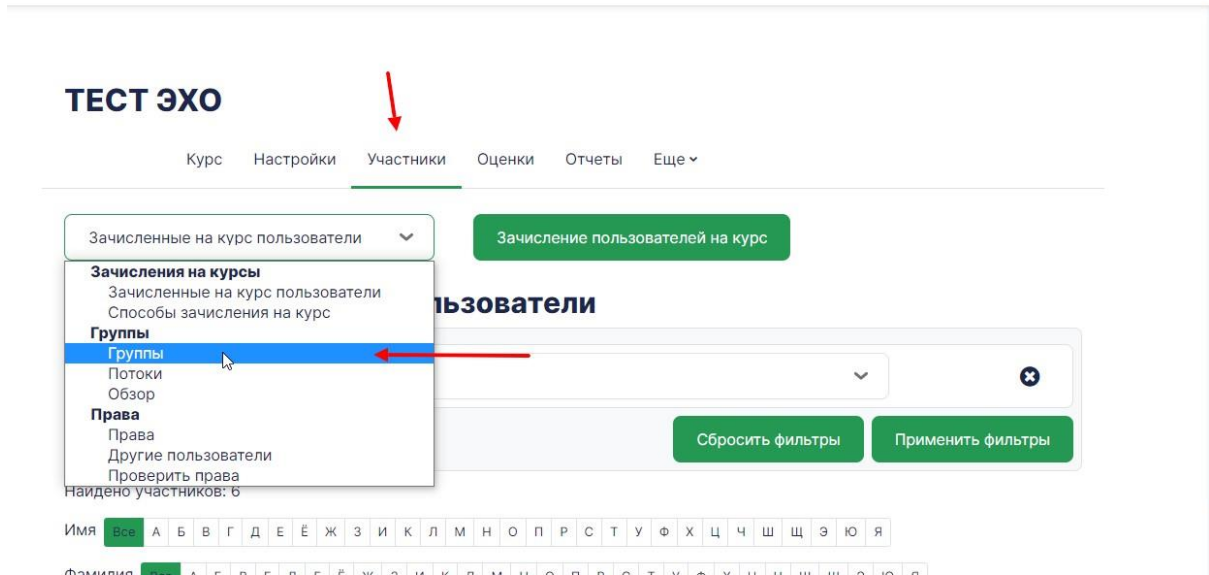 ТЕСТ ЭХО
Курс Настройки Участники Оценки Отчеты Еще
Зачисленные на курс пользователи
Зачисление пользователей на курс
Зачисления на курсы
Зачисленные на курс пользователи
Способы зачисления на курс
Группы
Группы
Потоки
Обзор
Права
Права
Другие пользователи
Проверить права
Сбросить фильтры Применить фильтры
Найдено участников: 6
Имя Все А Б В Г Д Е Ё Ж З И К Л М Н О П Р С Т У Ф Х Ц Ч Ш Щ Э Ю Я
Фамилия